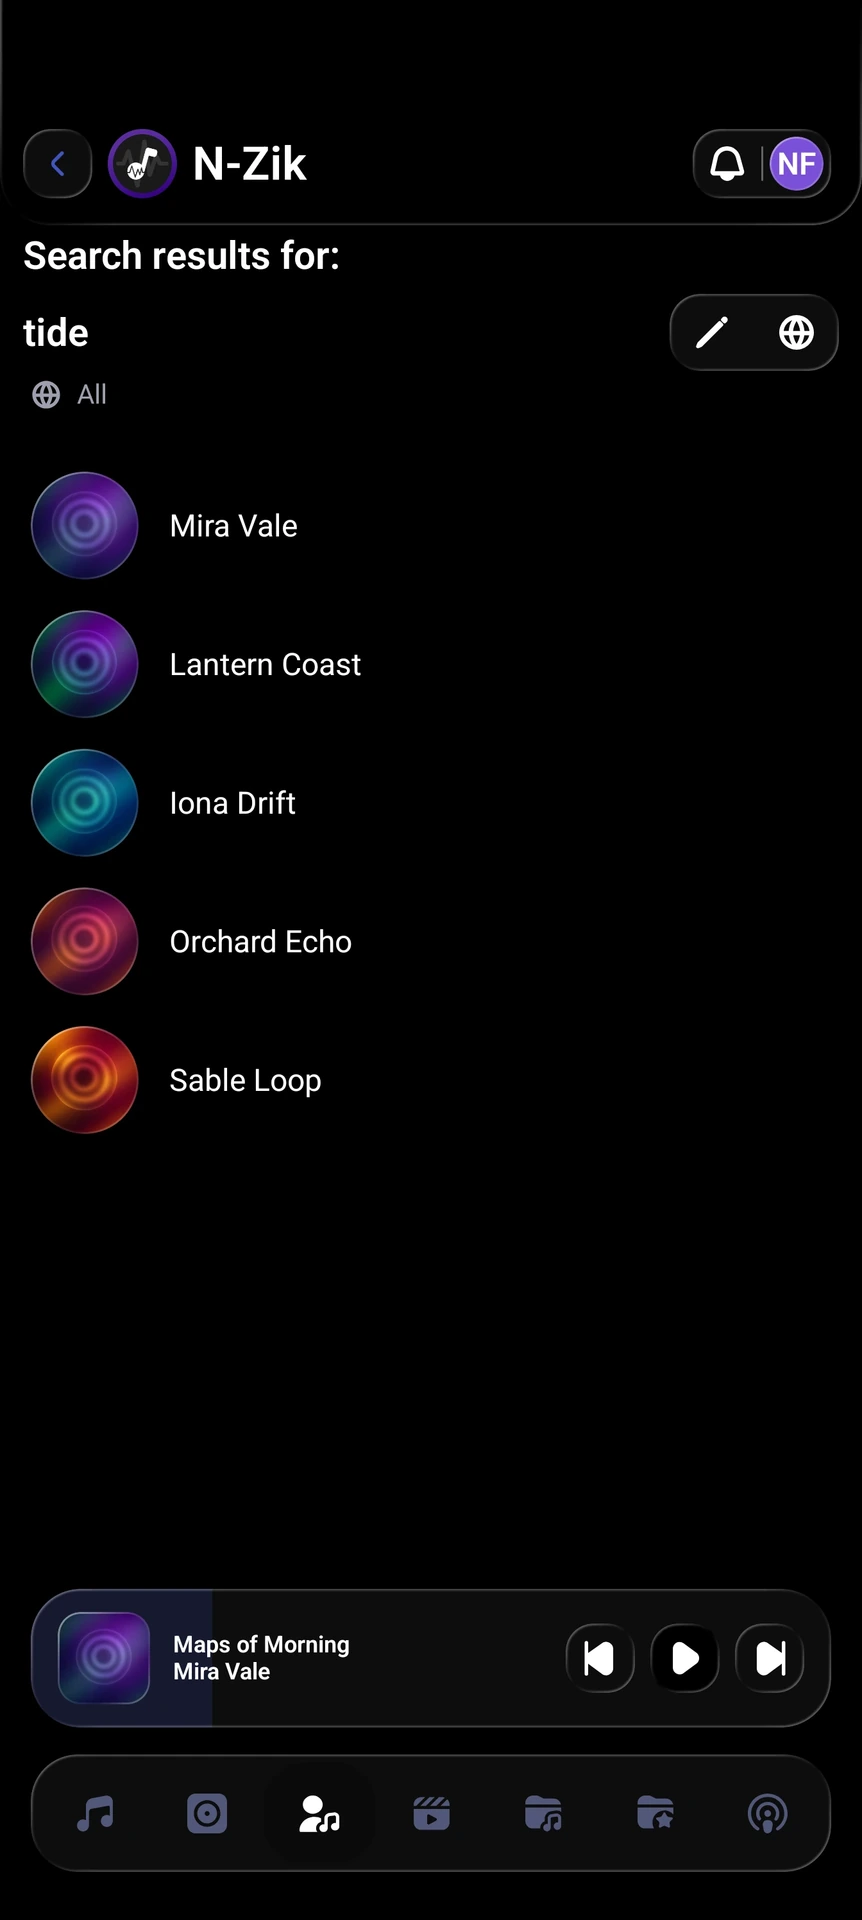 N-Zik
NF
Search results for:
tide
All
Mira Vale
Lantern Coast
Iona Drift
Orchard Echo
Sable Loop
Maps of Morning
Mira Vale